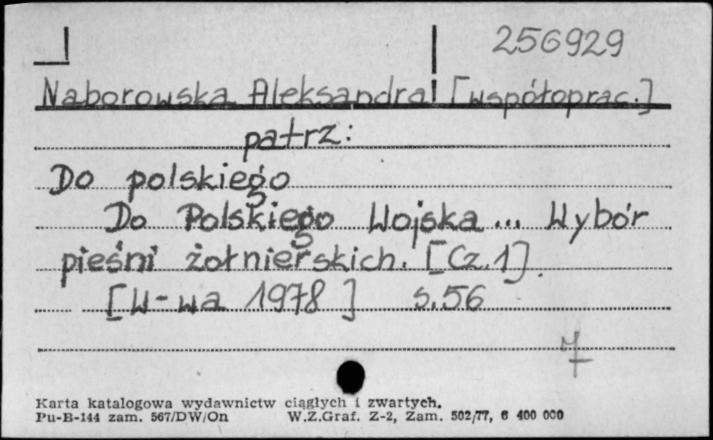 256929
Naborowska Aleksandra [współoprac.]
patrz:
Do polskiego
Do Polskiego Wojska... Wybór
pieśni żołnierskich. [Cz.1].
[W-wa 1978] s.56
Karta katalogowa wydawnictw ciągłych i zwartych.
Pu-B-144 zam. 567/DW/On W.Z.Graf. Z-2, Zam. 502/77, 6 400 000